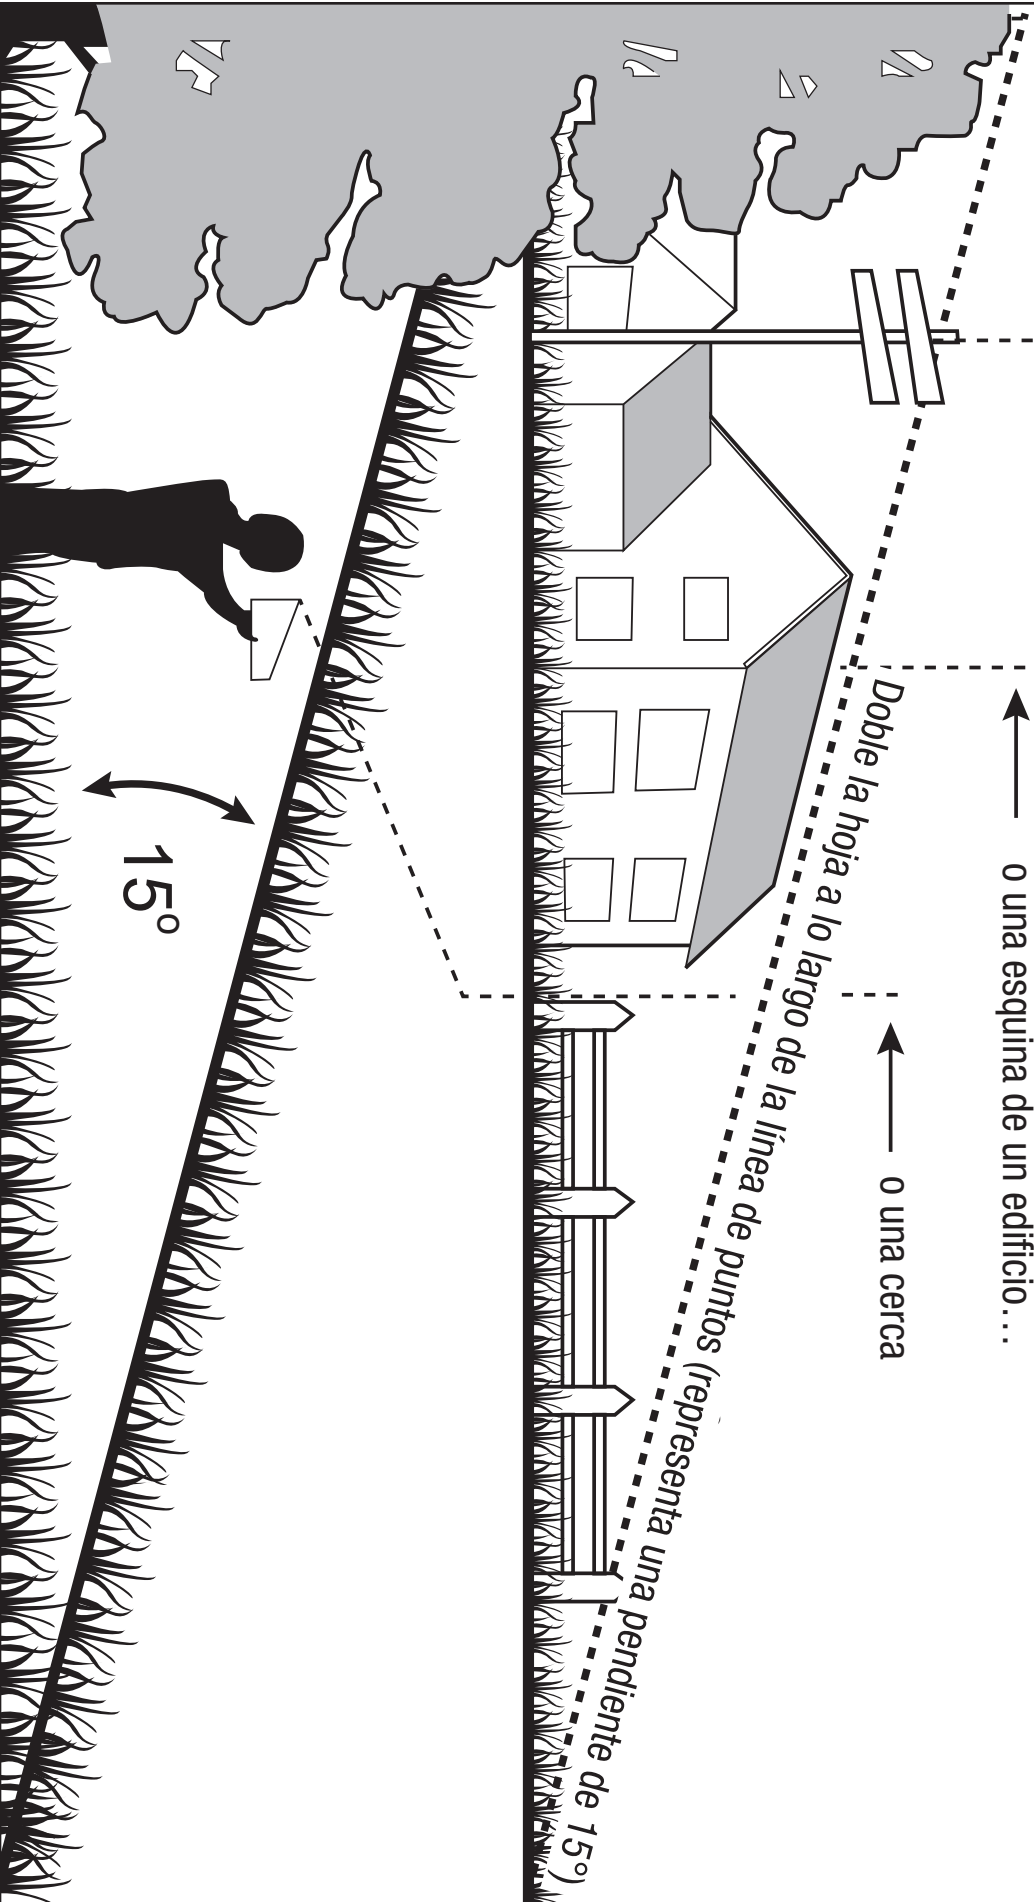 o una esquina de un edificio...
o una cerca
Doble la hoja a lo largo de la línea de puntos (representa una pendiente de 15°)
15º